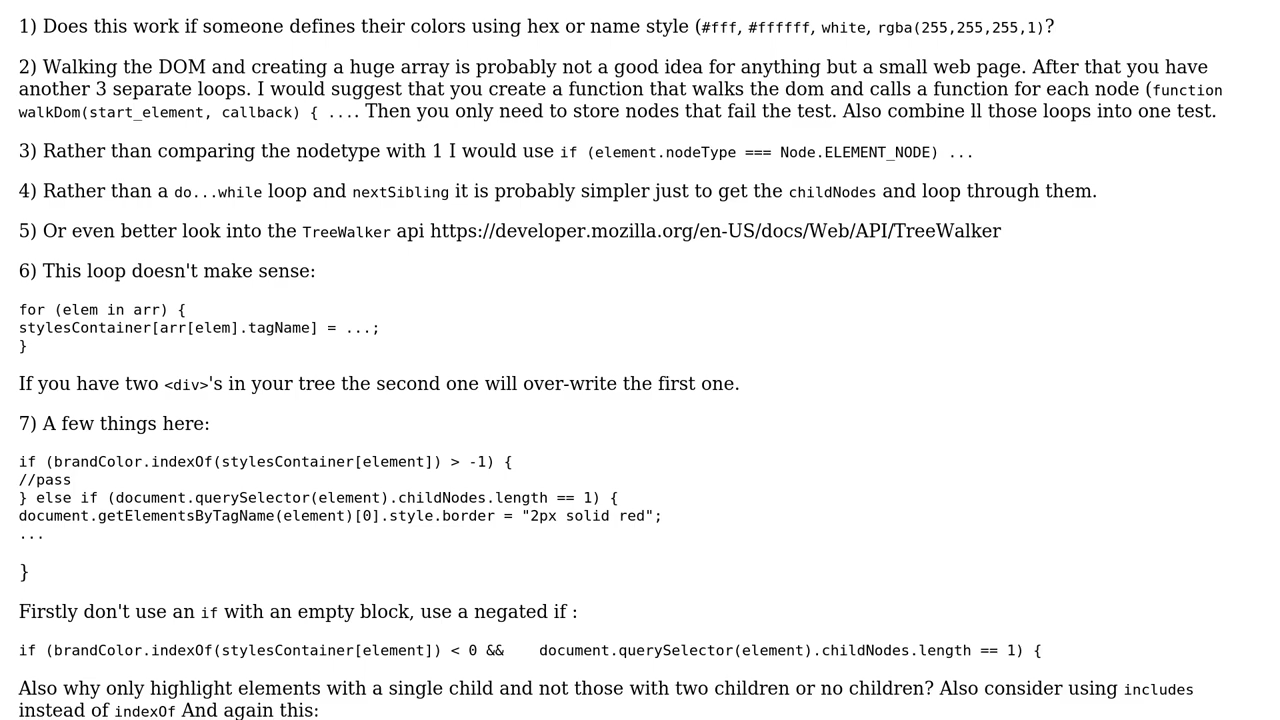 1) Does this work if someone defines their colors using hex or name style (#fff, #ffffff, white, rgba(255,255,255,1)?
2) Walking the DOM and creating a huge array is probably not a good idea for anything but a small web page. After that you have
another 3 separate loops. I would suggest that you create a function that walks the dom and calls a function for each node (function
walkDom(start_element, callback) { .... Then you only need to store nodes that fail the test. Also combine ll those loops into one test.
3) Rather than comparing the nodetype with 1 I would use if (element.nodeType === Node.ELEMENT_NODE) ...
4) Rather than a do...while loop and nextSibling it is probably simpler just to get the childNodes and loop through them.
5) Or even better look into the TreeWalker api https://developer.mozilla.org/en-US/docs/Web/API/TreeWalker
6) This loop doesn't make sense:
for (elem in arr) {
stylesContainer[arr[elem].tagName] = ...;
}
If you have two <div>'s in your tree the second one will over-write the first one.
7) A few things here:
if (brandColor.indexOf(stylesContainer[element]) > -1) {
//pass
} else if (document.querySelector(element).childNodes.length == 1) {
document.getElementsByTagName(element)[0].style.border = "2px solid red";
...
}
Firstly don't use an if with an empty block, use a negated if :
if (brandColor.indexOf(stylesContainer[element]) < 0 &&    document.querySelector(element).childNodes.length == 1) {
Also why only highlight elements with a single child and not those with two children or no children? Also consider using includes
instead of indexOf And again this: